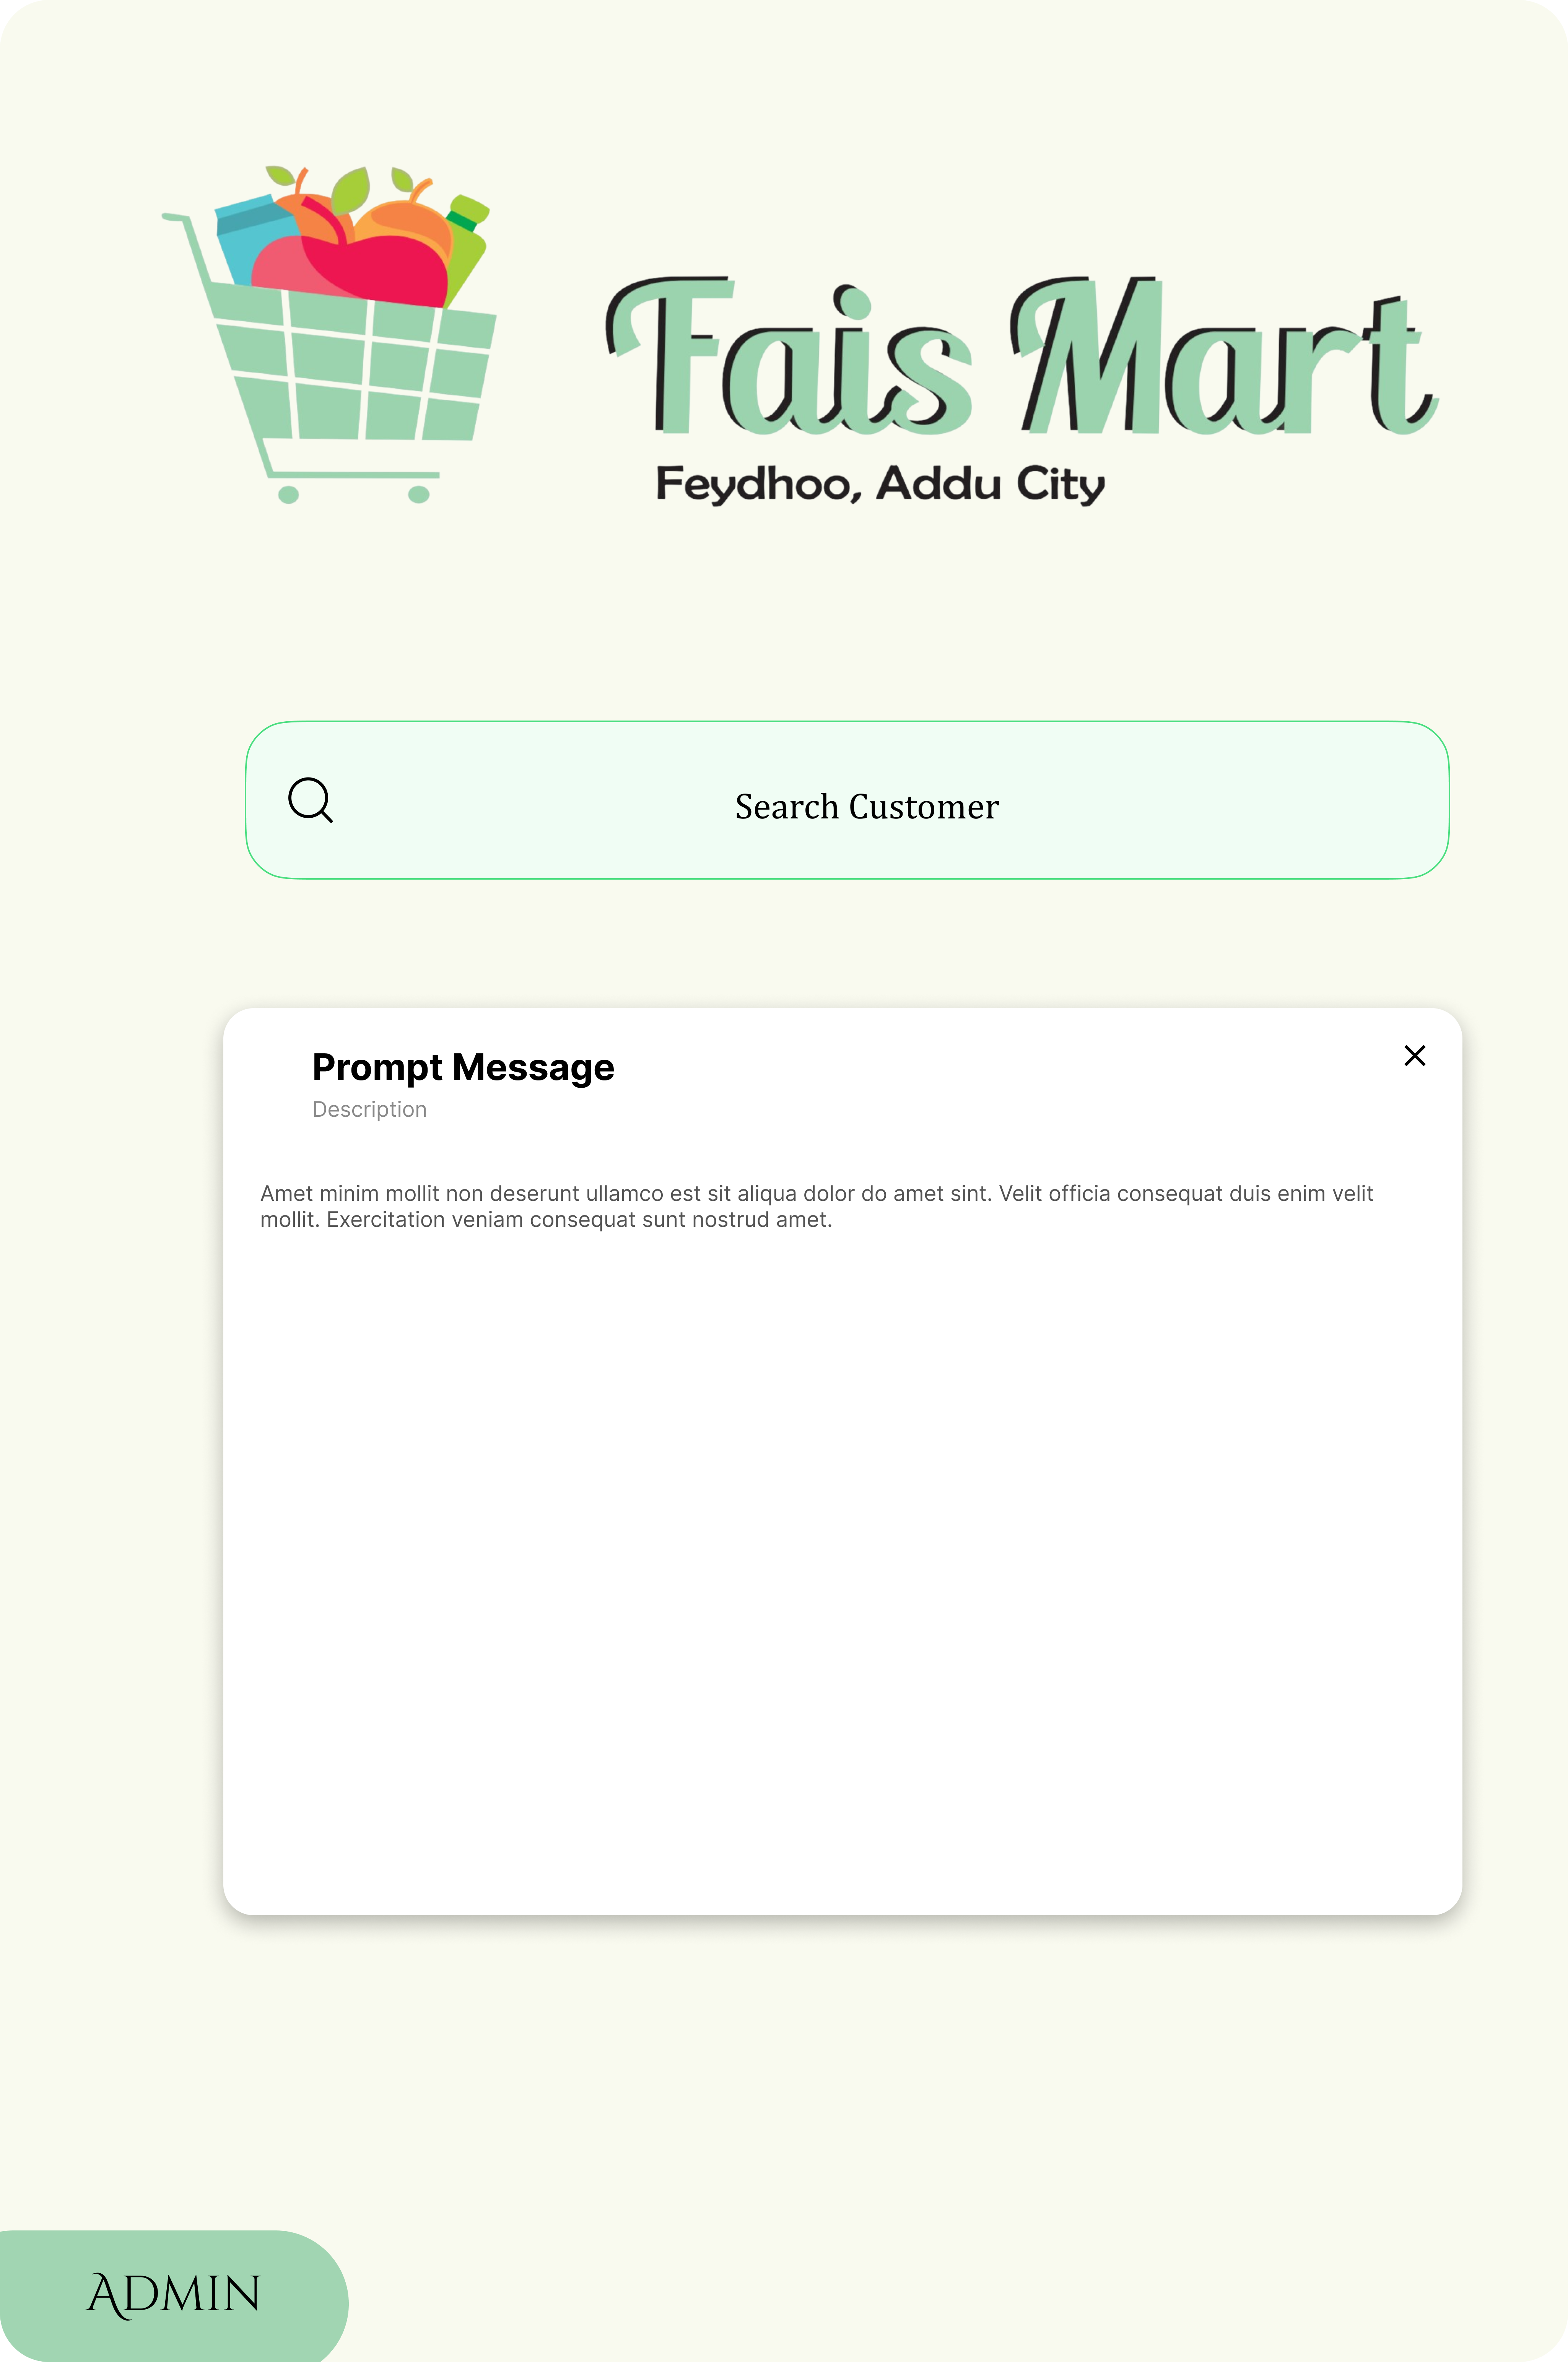 Fais Mart
Feydhoo, Addu City
Search Customer
Prompt Message
Description
Amet minim mollit non deserunt ullamco est sit aliqua dolor do amet sint. Velit officia consequat duis enim velit
mollit. Exercitation veniam consequat sunt nostrud amet.
ADMIN